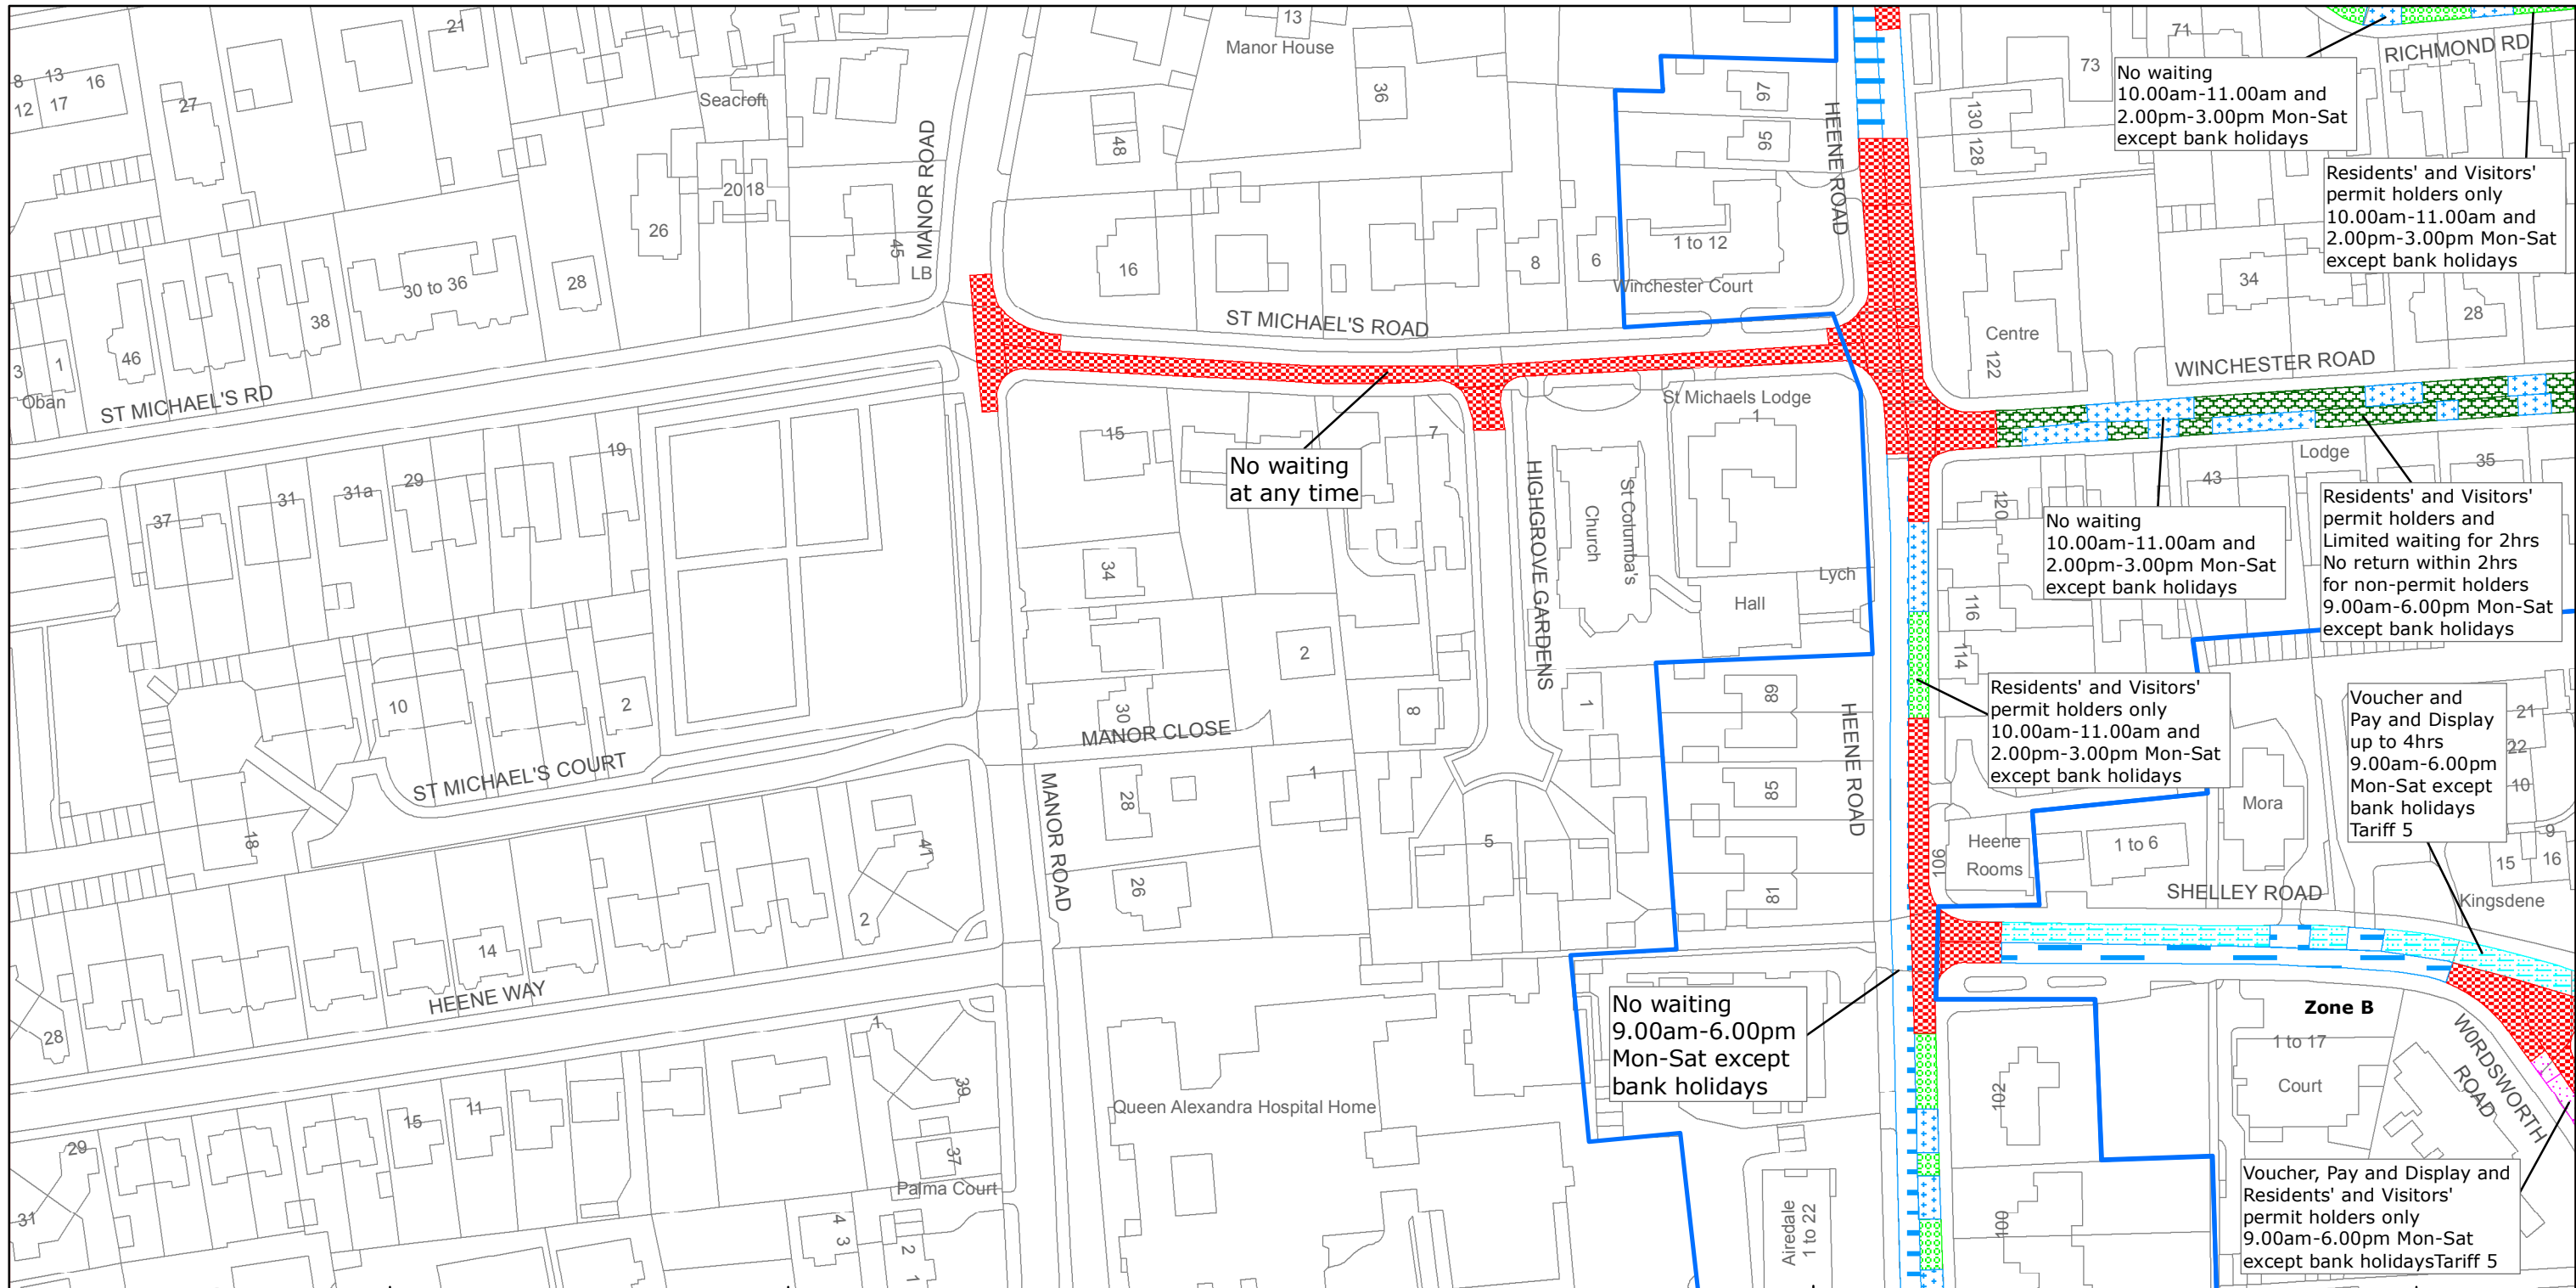 21
13
Manor House
71
RICHMOND RD
73
8
13
16
12
17
27
Seacroft
36
97
HEENE ROAD
130
128
No waiting
10.00am-11.00am and
2.00pm-3.00pm Mon-Sat
except bank holidays
48
95
MANOR ROAD
26
20
18
45
LB
16
8
6
1 to 12
Winchester Court
Residents' and Visitors'
permit holders only
10.00am-11.00am and
2.00pm-3.00pm Mon-Sat
except bank holidays
34
28
30 to 36
28
38
46
3
1
Oban
ST MICHAEL'S RD
ST MICHAEL'S ROAD
Centre
122
WINCHESTER ROAD
St Michaels Lodge
1
15
7
No waiting
at any time
19
29
31a
31
37
HIGHGROVE GARDENS
Church
St Columba's
Lodge
43
35
120
No waiting
10.00am-11.00am and
2.00pm-3.00pm Mon-Sat
except bank holidays
Residents' and Visitors'
permit holders and
Limited waiting for 2hrs
No return within 2hrs
for non-permit holders
9.00am-6.00pm Mon-Sat
except bank holidays
34
Lych
Hall
116
114
2
10
2
30
MANOR CLOSE
8
1
89
HEENE ROAD
Residents' and Visitors'
permit holders only
10.00am-11.00am and
2.00pm-3.00pm Mon-Sat
except bank holidays
Voucher and
Pay and Display
up to 4hrs
9.00am-6.00pm
Mon-Sat except
bank holidays
Tariff 5
21
22
10
9
15
16
ST MICHAEL'S COURT
MANOR ROAD
28
1
85
Mora
18
41
5
106
Heene
Rooms
1 to 6
26
81
SHELLEY ROAD
Kingsdene
2
14
HEENE WAY
28
No waiting
9.00am-6.00pm
Mon-Sat except
bank holidays
Zone B
1 to 17
Court
WORDSWORTH
ROAD
1
39
Queen Alexandra Hospital Home
102
15
11
29
37
Palma Court
31
4
3
2
1
Airedale
1 to 22
100
Voucher, Pay and Display and
Residents' and Visitors'
permit holders only
9.00am-6.00pm Mon-Sat
except bank holidaysTariff 5